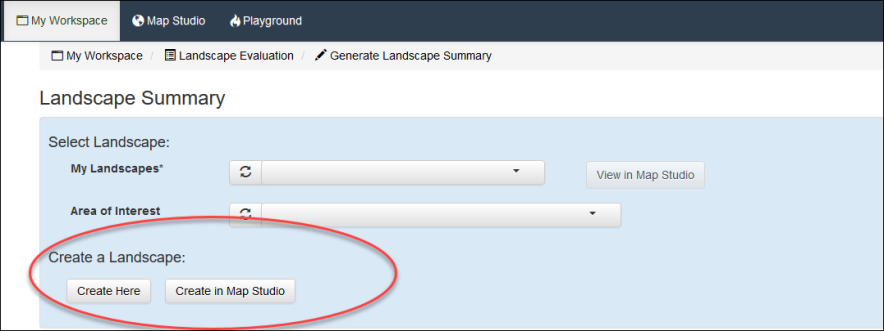 My Workspace Map Studio Playground
My Workspace / Landscape Evaluation / Generate Landscape Summary
Landscape Summary
Select Landscape:
My Landscapes* View in Map Studio
Area of Interest
Create a Landscape:
Create Here Create in Map Studio